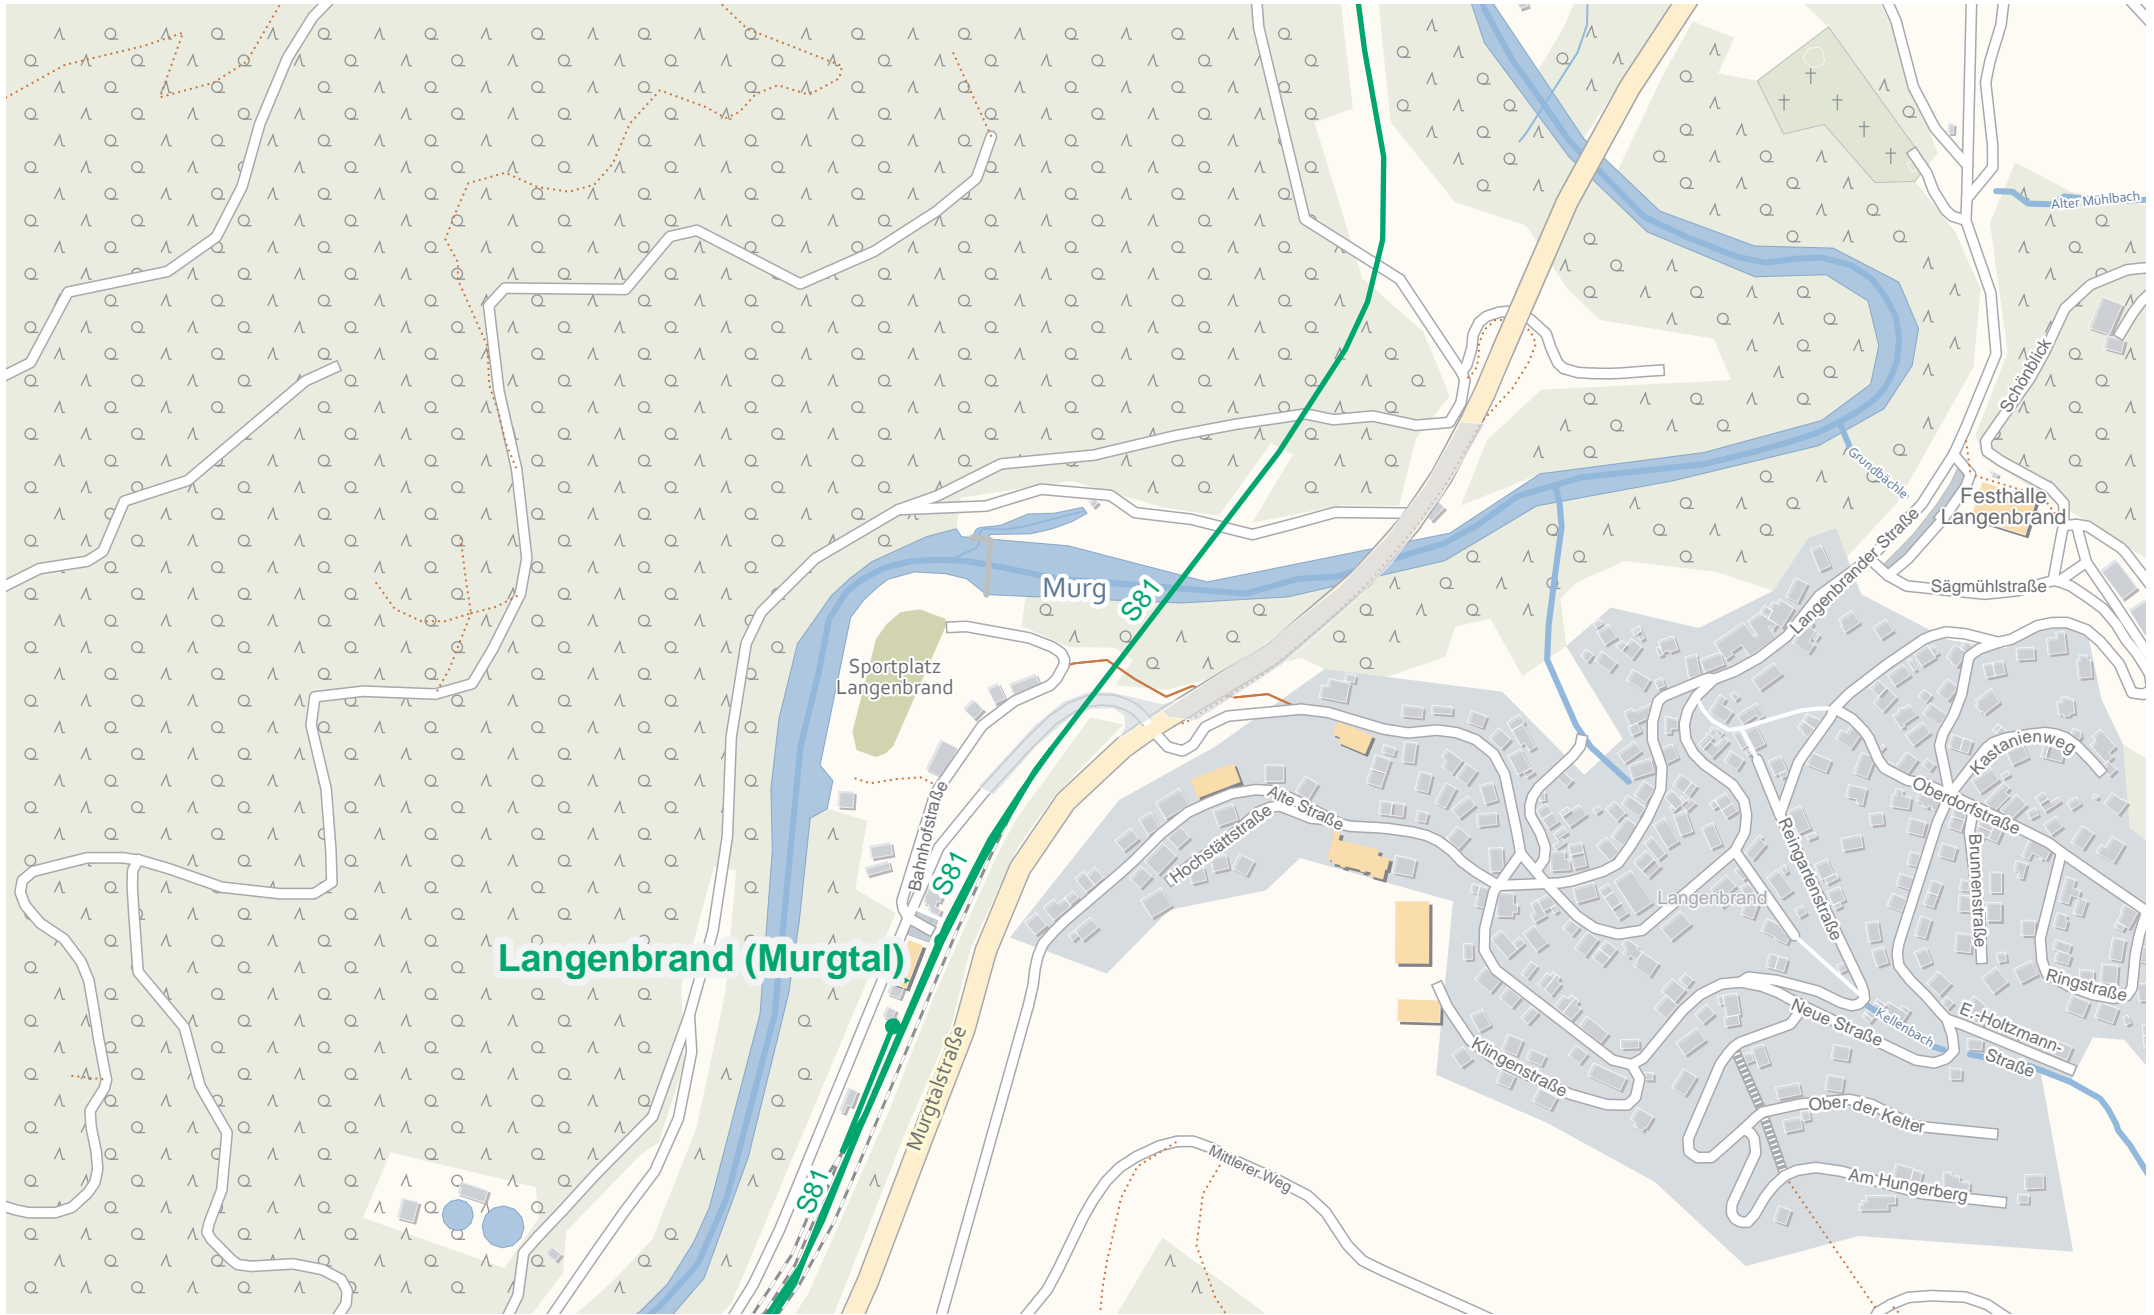 Alter Mühlbach
Schönblick
Grundbächle
Festhalle
Langenbrand
Langenbrander Straße
Sägmühlstraße
Murg
S81
Sportplatz
Langenbrand
Kastanienweg
Oberdorfstraße
Alte Straße
Hochstättstraße
Bahnhofstraße
Reingartenstraße
Brunnenstraße
S81
Langenbrand
Langenbrand (Murgtal)
Ringstraße
Neue Straße
Kellenbach
E.-Holtzmann-
Straße
Klingenstraße
Murgtalstraße
Ober der Kelter
Mittlerer Weg
Am Hungerberg
S81